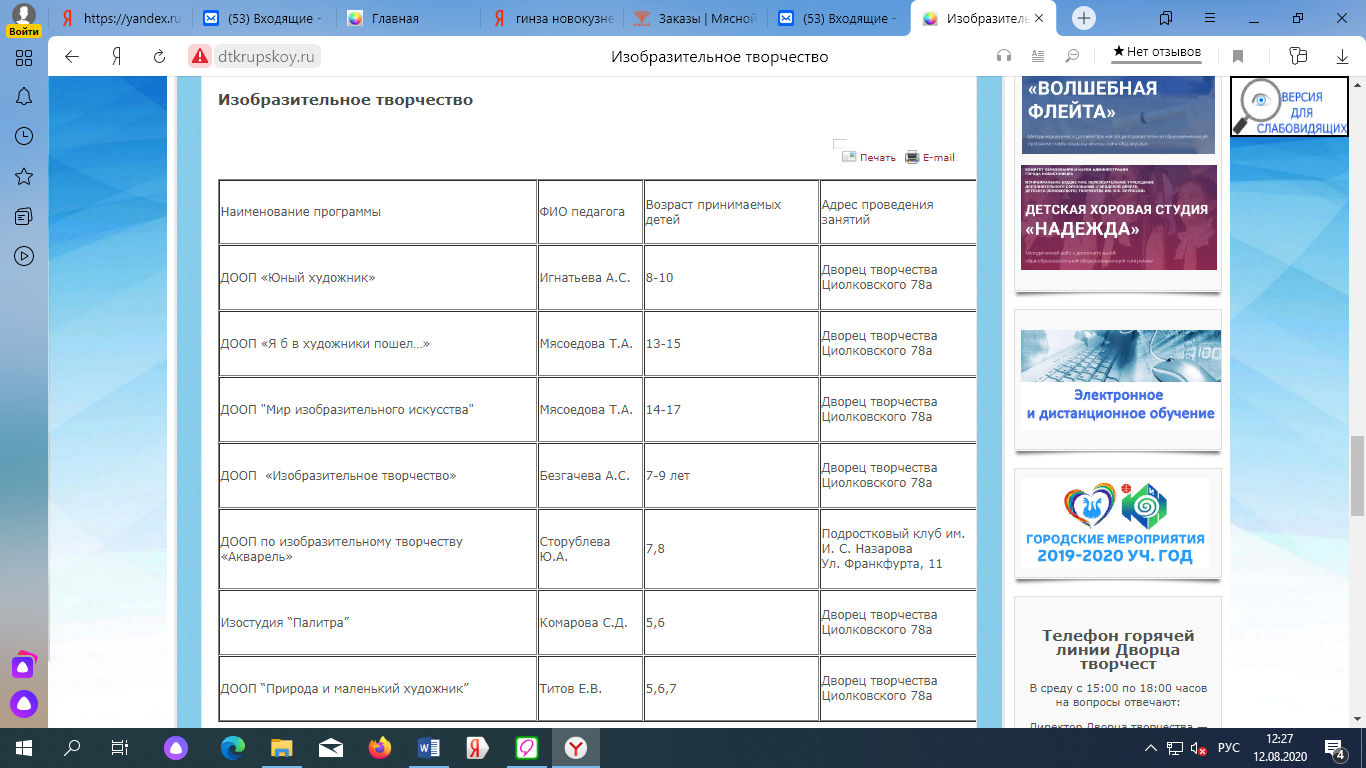 Войти
https://yandex.ru
(53) Входящие -
Главная
гинза новокузне
Заказы | Мясной
(53) Входящие -
Изобразитель
dtkrupskoy.ru
Изобразительное творчество
★ Нет отзывов
Изобразительное творчество
Печать E-mail
Наименование программы
ФИО педагога
Возраст принимаемых
детей
Адрес проведения
занятий
ДООП «Юный художник»
Игнатьева А.С.
8-10
Дворец творчества
Циолковского 78а
ДООП «Я б в художники пошел…»
Мясоедова Т.А.
13-15
Дворец творчества
Циолковского 78а
ДООП "Мир изобразительного искусства"
Мясоедова Т.А.
14-17
Дворец творчества
Циолковского 78а
ДООП «Изобразительное творчество»
Безгачева А.С.
7-9 лет
Дворец творчества
Циолковского 78а
ДООП по изобразительному творчеству
«Акварель»
Сторублева
Ю.А.
7,8
Подростковый клуб им.
И. С. Назарова
Ул. Франкфурта, 11
Изостудия “Палитра”
Комарова С.Д.
5,6
Дворец творчества
Циолковского 78а
ДООП “Природа и маленький художник”
Титов Е.В.
5,6,7
Дворец творчества
Циолковского 78а
«ВОЛШЕБНАЯ
ФЛЕЙТА»
ДЕТСКАЯ ХОРОВАЯ СТУДИЯ
«НАДЕЖДА»
Электронное
и дистанционное обучение
ГОРОДСКИЕ МЕРОПРИЯТИЯ
2019-2020 УЧ. ГОД
Телефон горячей
линии Дворца
творчест
В среду с 15:00 по 18:00 часов
на вопросы отвечают:
Директор Дворца творчества —
ВЕРСИЯ
ДЛЯ
СЛАБОВИДЯЩИХ
РУС
12:27
12.08.2020
4